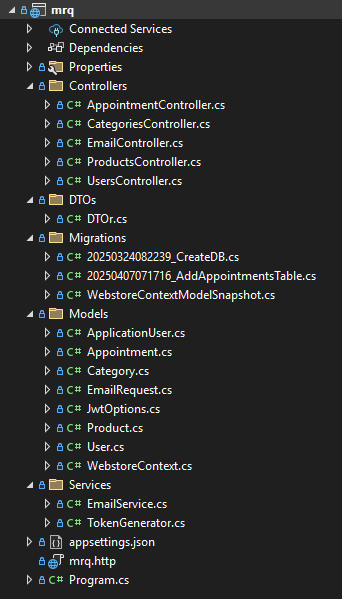 mrq
Connected Services
Dependencies
Properties
Controllers
C# AppointmentController.cs
C# CategoriesController.cs
C# EmailController.cs
C# ProductsController.cs
C# UsersController.cs
DTOs
C# DTOr.cs
Migrations
C# 20250324082239_CreateDB.cs
C# 20250407071716_AddAppointmentsTable.cs
C# WebstoreContextModelSnapshot.cs
Models
C# ApplicationUser.cs
C# Appointment.cs
C# Category.cs
C# EmailRequest.cs
C# JwtOptions.cs
C# Product.cs
C# User.cs
C# WebstoreContext.cs
Services
C# EmailService.cs
C# TokenGenerator.cs
appsettings.json
mrq.http
C# Program.cs